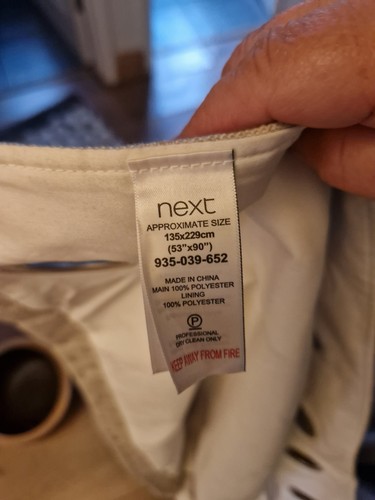 next
APPROXIMATE SIZE
135x229cm
(53"x90")
935-039-652
MADE IN CHINA
MAIN 100% POLYESTER
LINING
100% POLYESTER
P
PROFESSIONAL
DRY CLEAN ONLY
KEEP AWAY FROM FIRE